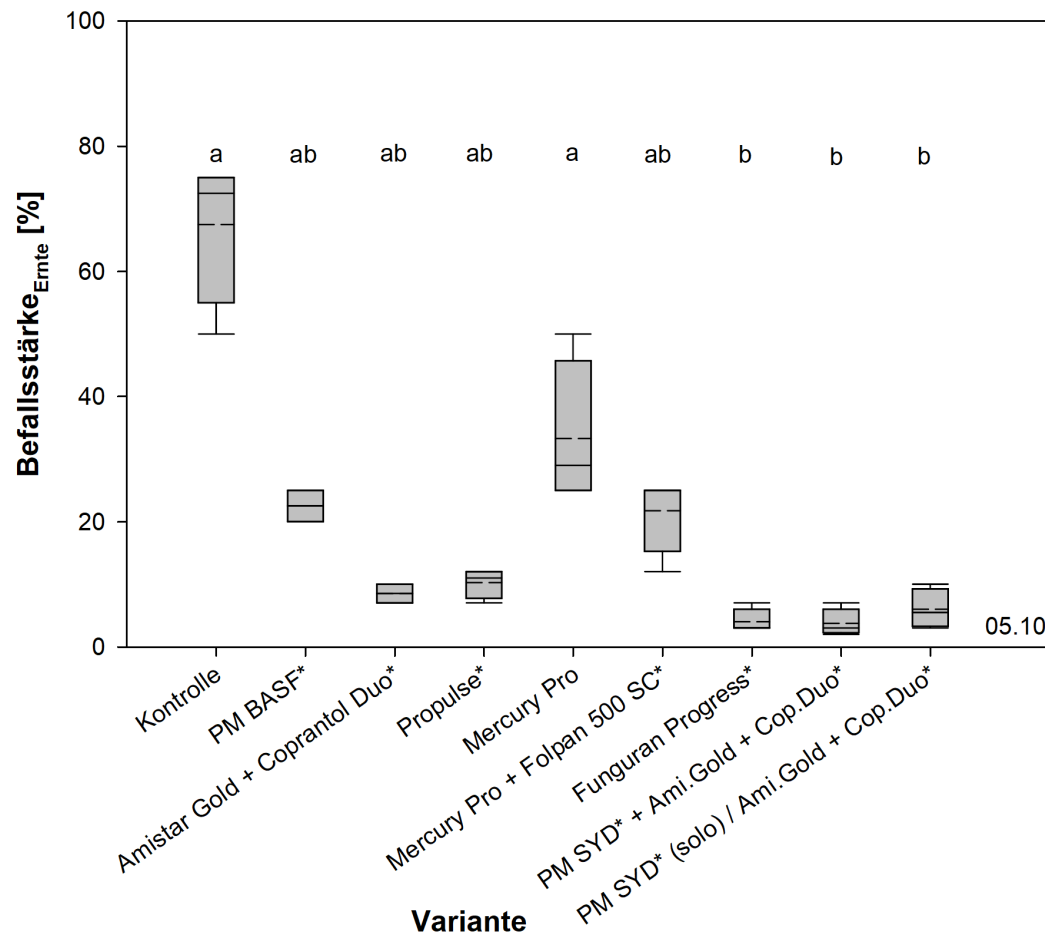 100
80
60
40
20
0
Befallsstärke Ernte [%]
a ab ab ab a ab b b b
05.10
Kontrolle
PM BASF*
Amistar Gold + Coprantol Duo*
Propulse*
Mercury Pro
Mercury Pro + Folpan 500 SC*
Funguran Progress*
PM SYD* + Ami.Gold + Cop.Duo*
PM SYD* (solo) / Ami.Gold + Cop.Duo*
Variante